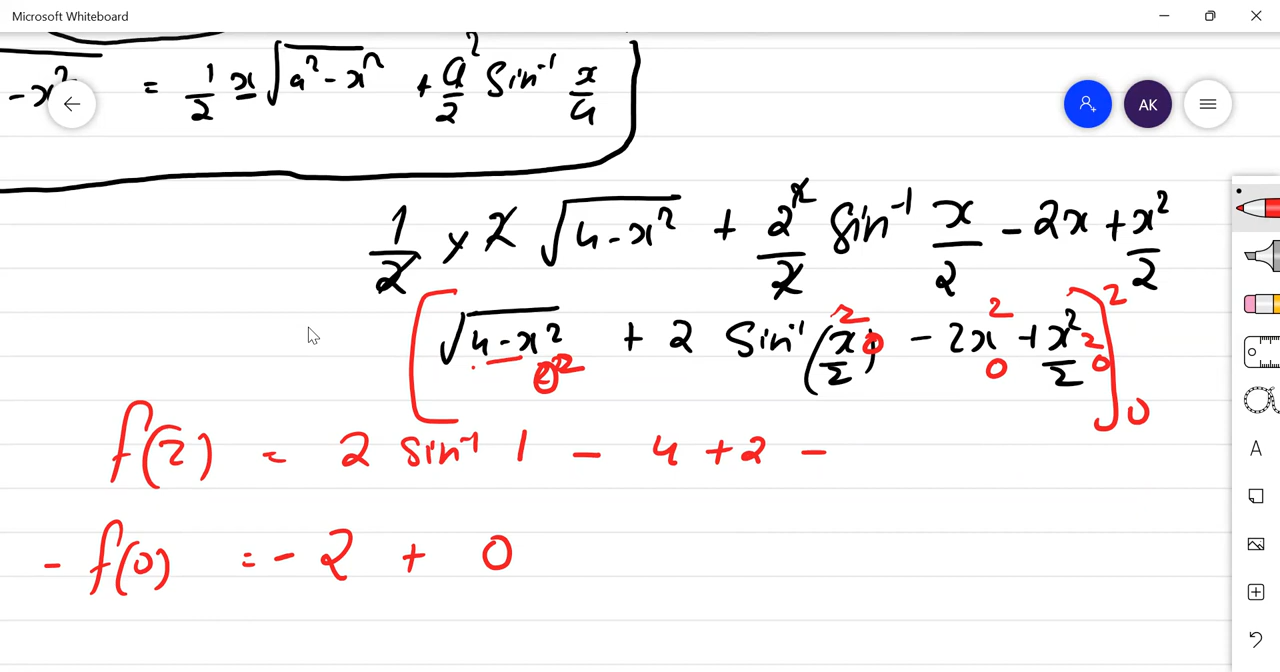 Microsoft Whiteboard
-x² = 1/2 x √(a² - x²) + a²/2 Sin⁻¹ x/4
AK
1/2 × 2 √(4-x²) + 2²/2 Sin⁻¹ x/2 - 2x + x²/2
[√(4-x²) + 2 Sin⁻¹(x/2) - 2x + x²/2]₀²
f(2) = 2 Sin⁻¹ 1 - 4 + 2 -
- f(0) = - 2 + 0
A